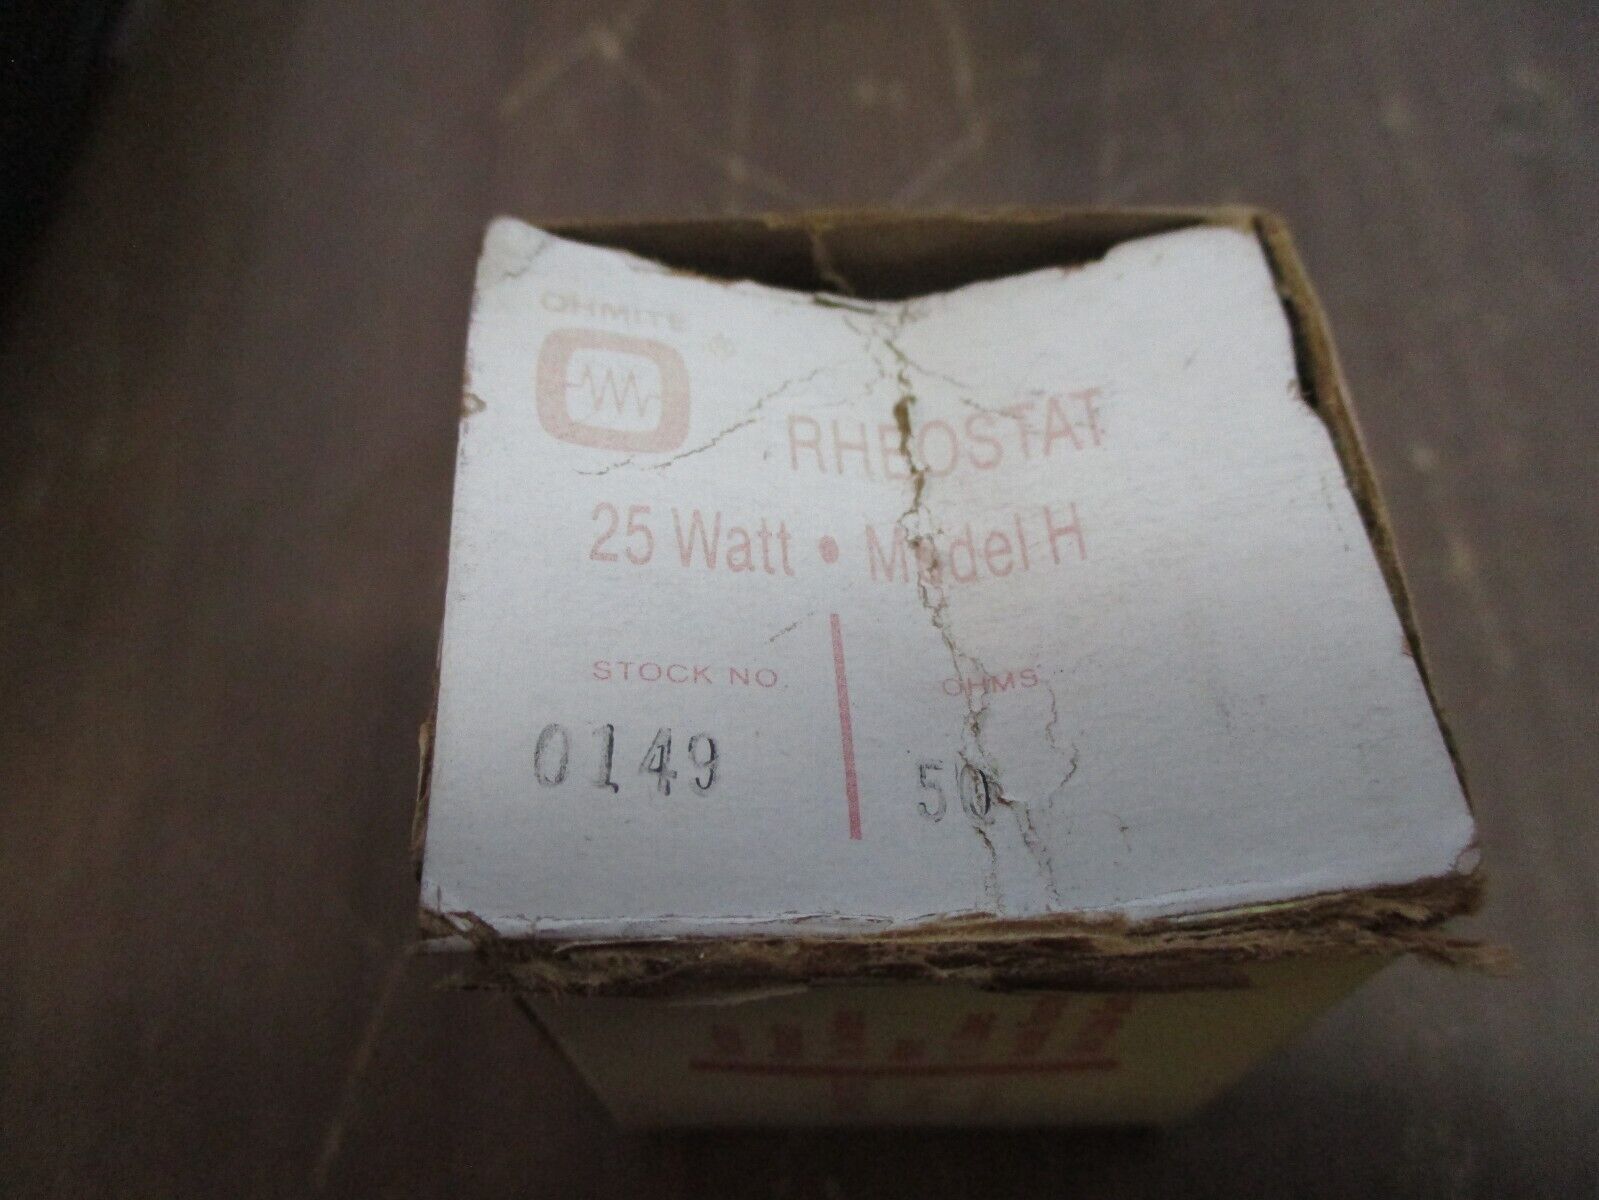 OHMITE
RHEOSTAT
25 Watt • Model H
STOCK NO.
OHMS
0149
50